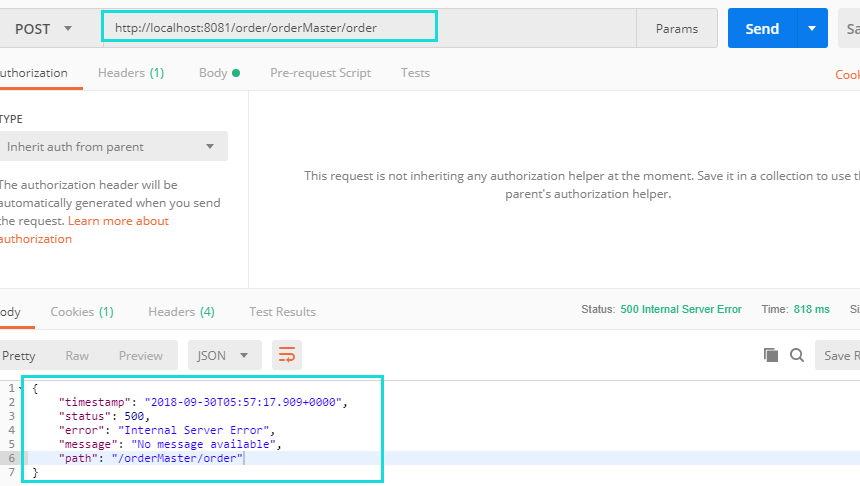 POST http://localhost:8081/order/orderMaster/order Params Send Sa
uthorization Headers (1) Body Pre-request Script Tests Cook
TYPE
Inherit auth from parent
The authorization header will be
automatically generated when you send
the request. Learn more about
authorization
This request is not inheriting any authorization helper at the moment. Save it in a collection to use th
parent's authorization helper.
ody Cookies (1) Headers (4) Test Results Status: 500 Internal Server Error Time: 818 ms Si
Pretty Raw Preview JSON Save R
1 {
2 "timestamp": "2018-09-30T05:57:17.909+0000",
3 "status": 500,
4 "error": "Internal Server Error",
5 "message": "No message available",
6 "path": "/orderMaster/order"
7 }